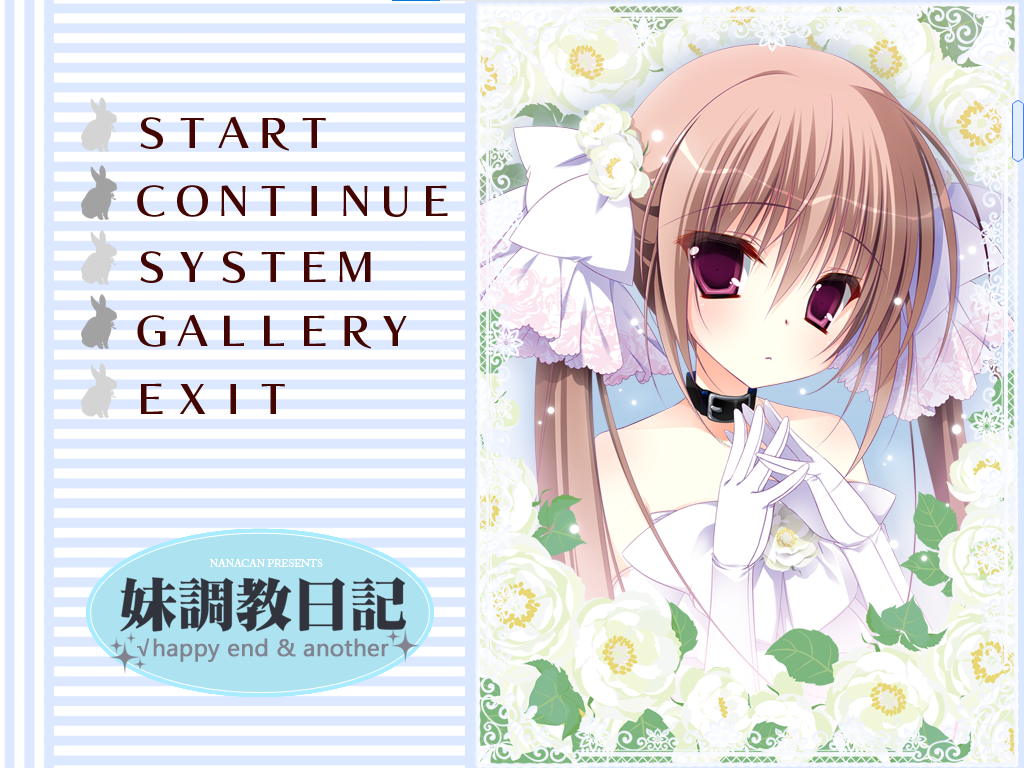 START
CONTINUE
SYSTEM
GALLERY
EXIT
NANACAN PRESENTS
妹調教日記
√happy end & another